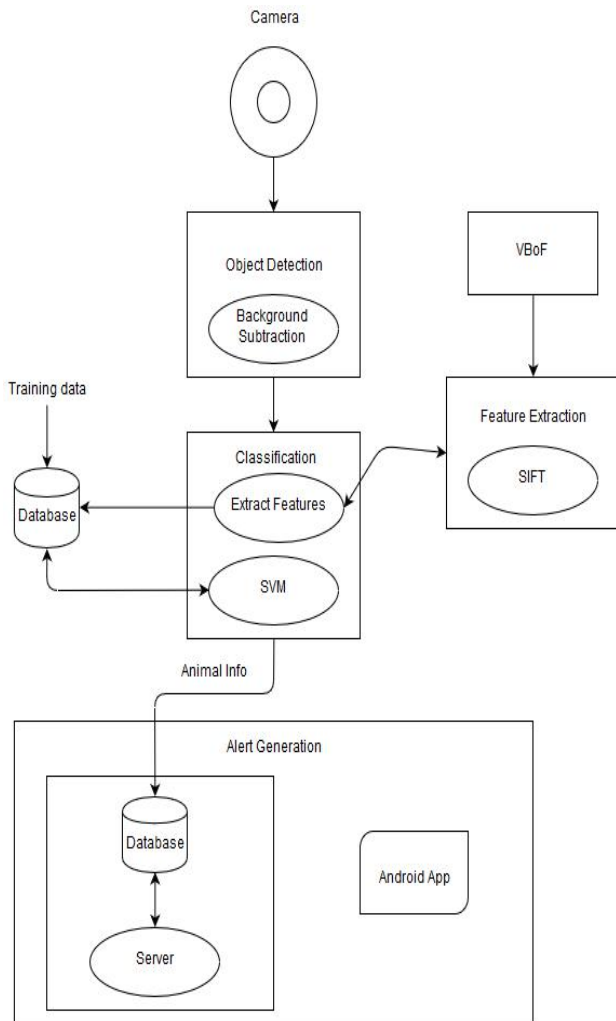 Camera
Object Detection
Background
Subtraction
VBoF
Training data
Feature Extraction
SIFT
Classification
Extract Features
Database
SVM
Animal Info
Alert Generation
Database
Android App
Server